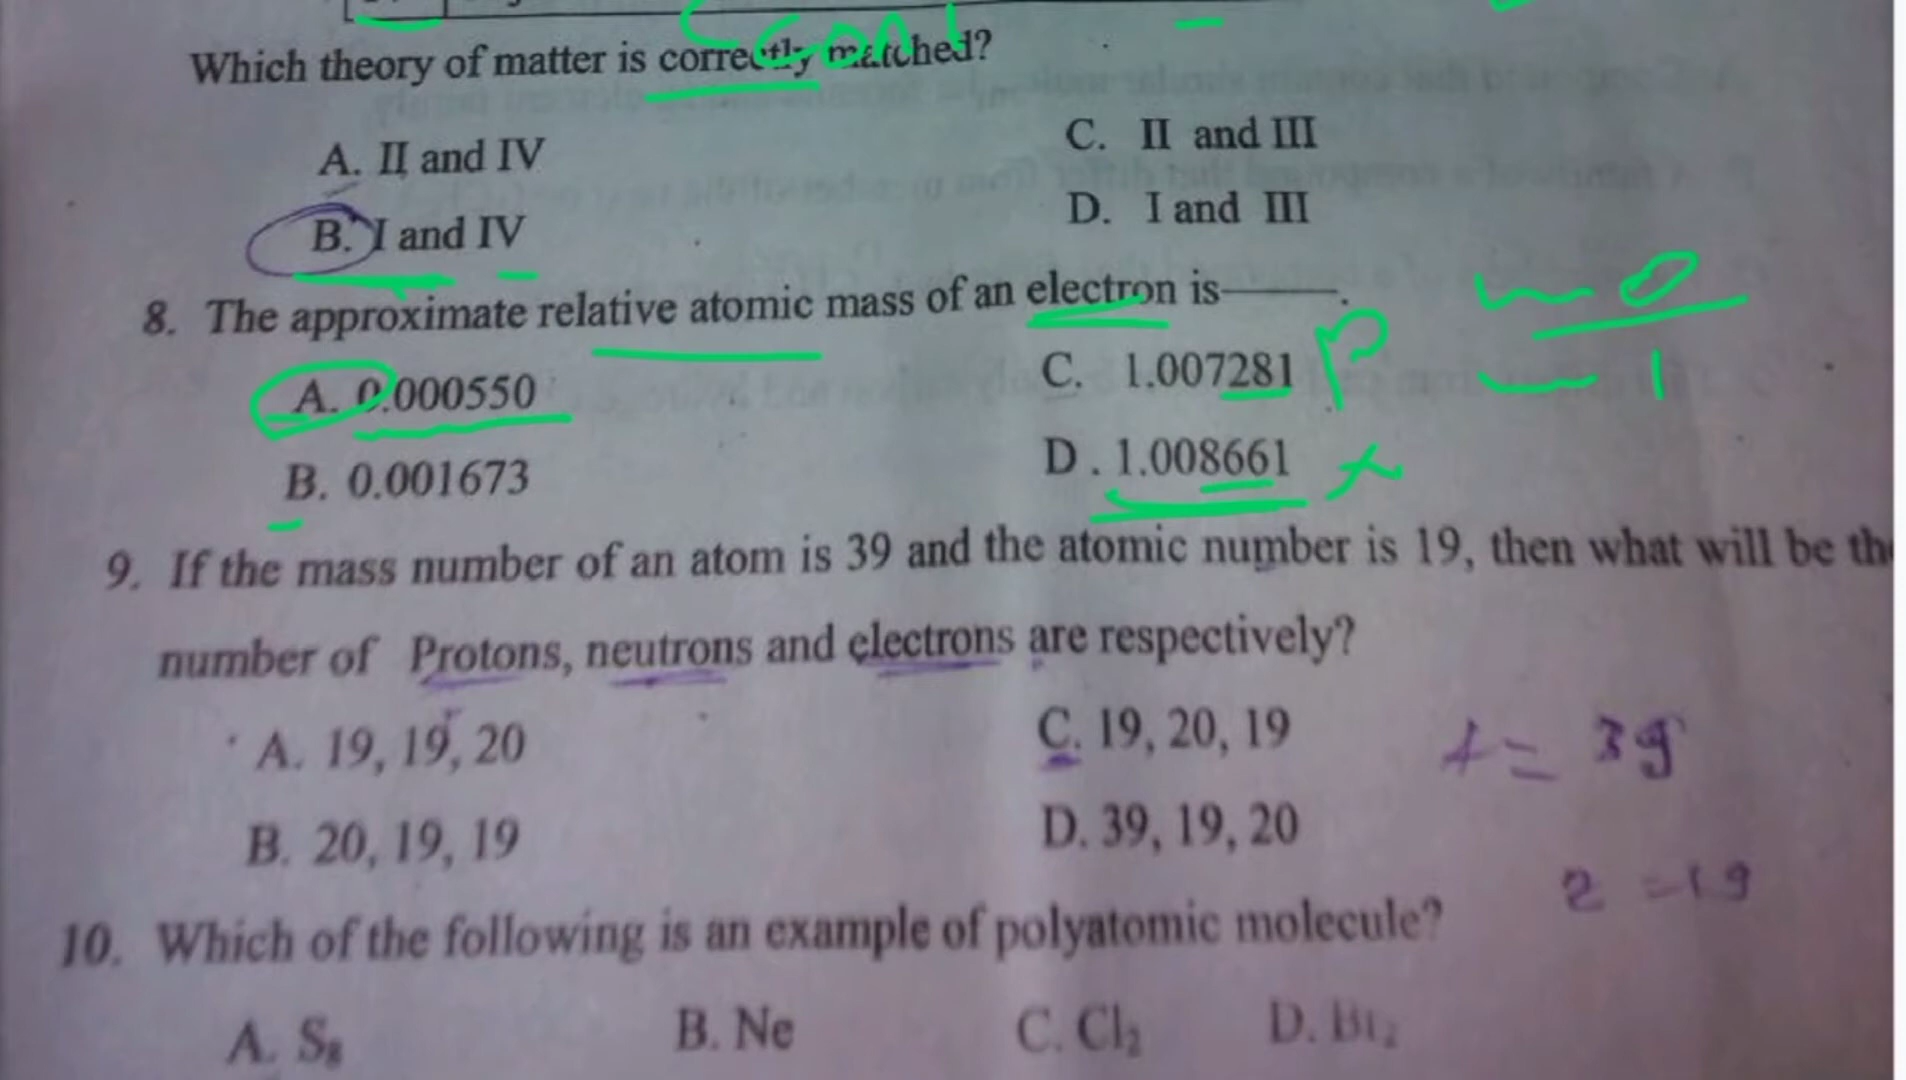 Which theory of matter is correctly matched?
A. II and IV
C. II and III
B. I and IV
D. I and III
8. The approximate relative atomic mass of an electron is———.
A. 0.000550
C. 1.007281
B. 0.001673
D. 1.008661
9. If the mass number of an atom is 39 and the atomic number is 19, then what will be the
number of Protons, neutrons and electrons are respectively?
A. 19, 19, 20
C. 19, 20, 19
B. 20, 19, 19
D. 39, 19, 20
= 39
= 19
10. Which of the following is an example of polyatomic molecule?
A. S₈
B. Ne
C. Cl₂
D. Br₂